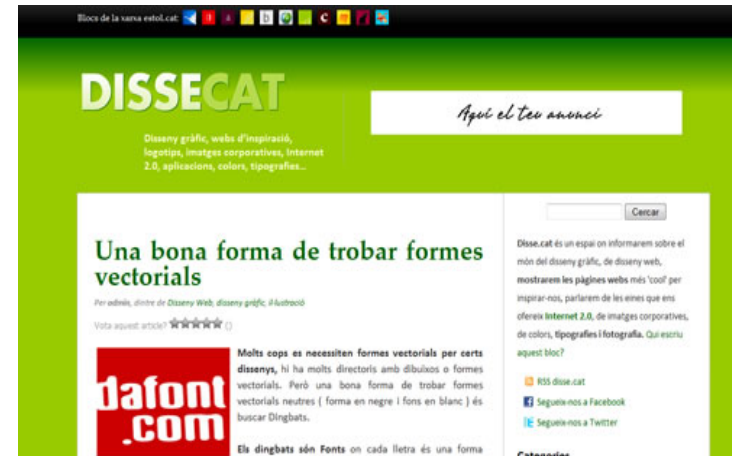 Blocs de la xarxa estol.cat:
DISSECAT
Aquí el teu anunci
Disseny gràfic, webs d'inspiració,
logotips, imatges corporatives, Internet
2.0, aplicacions, colors, tipografies...
Una bona forma de trobar formes
vectorials
Per admin, dintre de Disseny Web, disseny gràfic, il·lustració
Vota aquest article? ()
dafont
.com
Molts cops es necessiten formes vectorials per certs
dissenys, hi ha molts directoris amb dibuixos o formes
vectorials. Però una bona forma de trobar formes
vectorials neutres ( forma en negre i fons en blanc ) és
buscar Dingbats.
Els dingbats són Fonts on cada lletra és una forma
Cercar
Disse.cat és un espai on informarem sobre el
món del disseny gràfic, de disseny web,
mostrarem les pàgines webs més 'cool' per
inspirar-nos, parlarem de les eines que ens
ofereix Internet 2.0, de imatges corporatives,
de colors, tipografies i fotografia. Qui escriu
aquest bloc?
RSS disse.cat
Segueix-nos a Facebook
Segueix-nos a Twitter
Categories